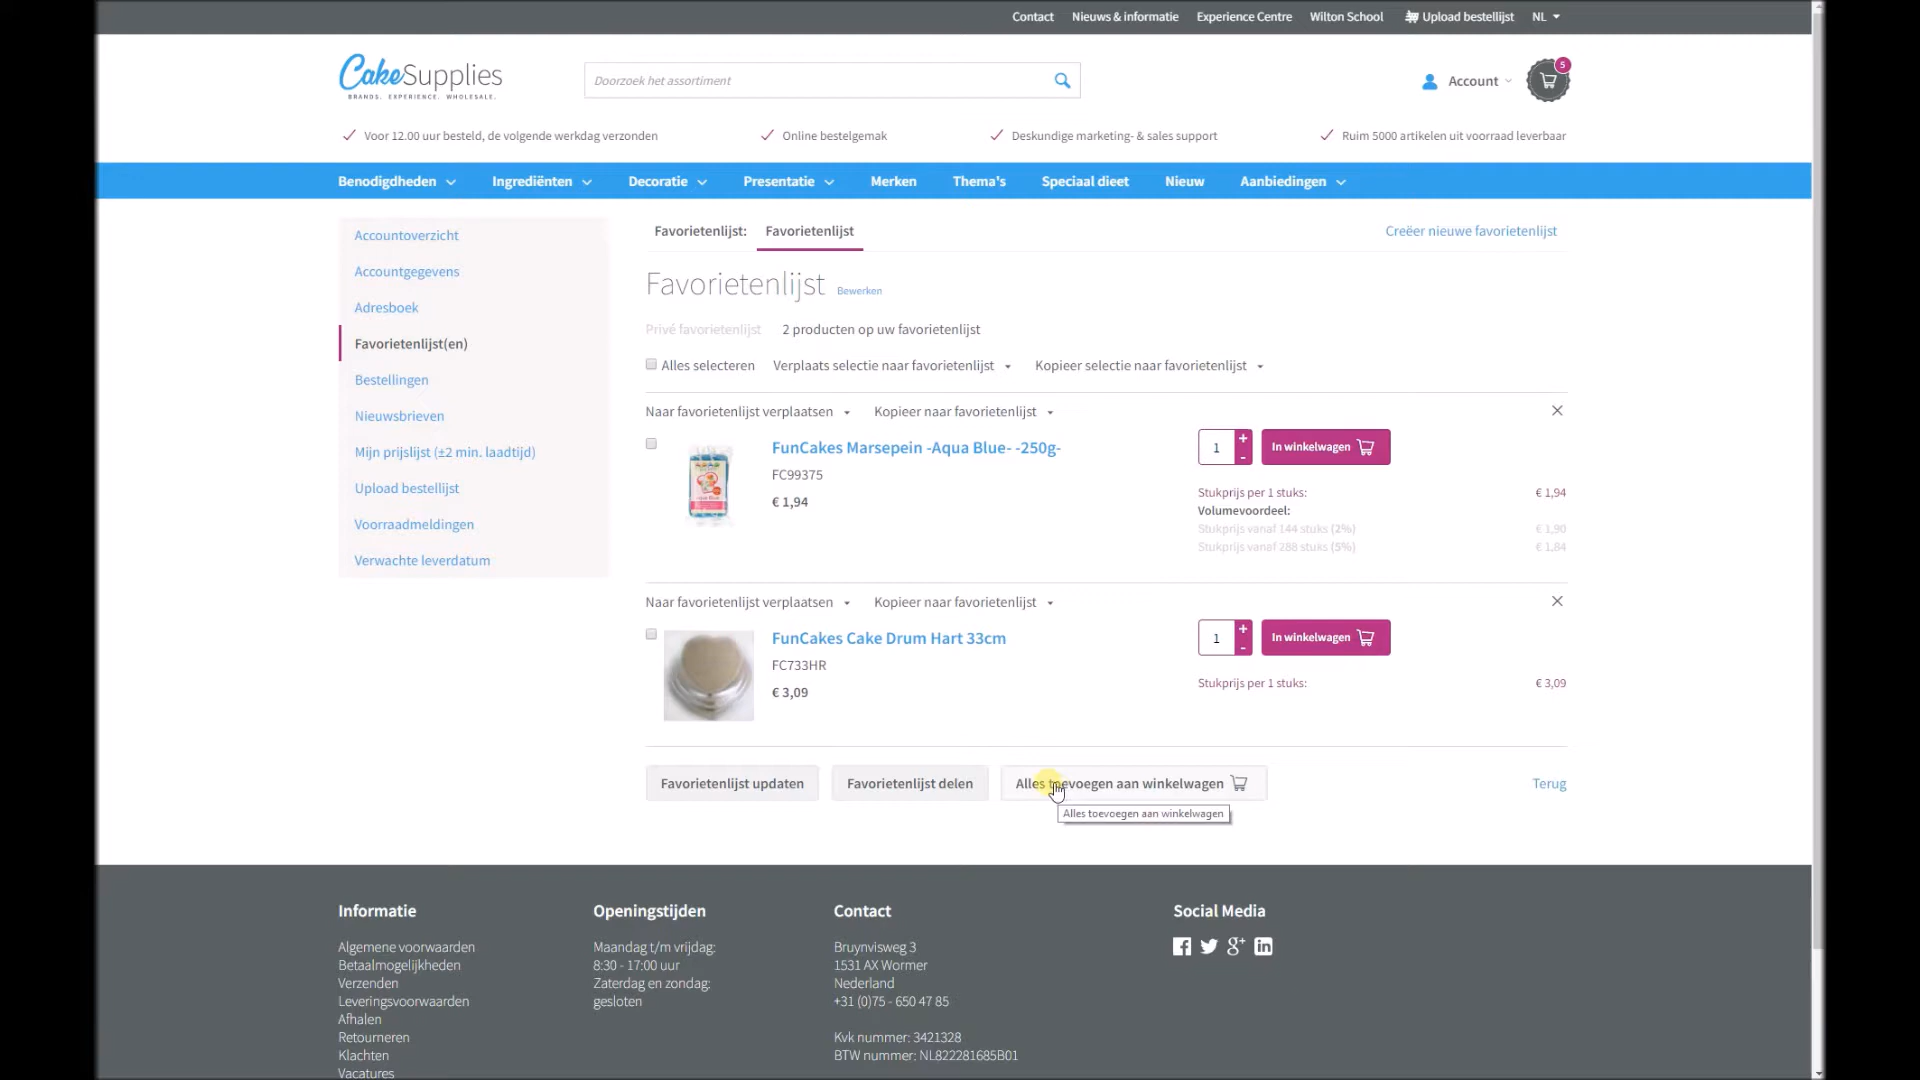 Contact Nieuws & informatie Experience Centre Wilton School Upload bestellijst NL
CakeSupplies
BRANDS. EXPERIENCE. WHOLESALE.
Doorzoek het assortiment
Account
5
Voor 12.00 uur besteld, de volgende werkdag verzonden
Online bestelgemak
Deskundige marketing- & sales support
Ruim 5000 artikelen uit voorraad leverbaar
Benodigdheden Ingrediënten Decoratie Presentatie Merken Thema's Speciaal dieet Nieuw Aanbiedingen
Accountoverzicht
Accountgegevens
Adresboek
Favorietenlijst(en)
Bestellingen
Nieuwsbrieven
Mijn prijslijst (±2 min. laadtijd)
Upload bestellijst
Voorraadmeldingen
Verwachte leverdatum
Favorietenlijst: Favorietenlijst
Creëer nieuwe favorietenlijst
Favorietenlijst Bewerken
Privé favorietenlijst 2 producten op uw favorietenlijst
Alles selecteren Verplaats selectie naar favorietenlijst Kopieer selectie naar favorietenlijst
Naar favorietenlijst verplaatsen Kopieer naar favorietenlijst
FunCakes Marsepein -Aqua Blue- -250g-
FC99375
€ 1,94
1 + - In winkelwagen
Stukprijs per 1 stuks: € 1,94
Volumevoordeel:
Stukprijs vanaf 144 stuks (2%) € 1,90
Stukprijs vanaf 288 stuks (5%) € 1,84
Naar favorietenlijst verplaatsen Kopieer naar favorietenlijst
FunCakes Cake Drum Hart 33cm
FC733HR
€ 3,09
1 + - In winkelwagen
Stukprijs per 1 stuks: € 3,09
Favorietenlijst updaten Favorietenlijst delen Alles toevoegen aan winkelwagen Terug
Alles toevoegen aan winkelwagen
Informatie
Algemene voorwaarden
Betaalmogelijkheden
Verzenden
Leveringsvoorwaarden
Afhalen
Retourneren
Klachten
Vacatures
Openingstijden
Maandag t/m vrijdag:
8:30 - 17:00 uur
Zaterdag en zondag:
gesloten
Contact
Bruynvisweg 3
1531 AX Wormer
Nederland
+31 (0)75 - 650 47 85
Kvk nummer: 3421328
BTW nummer: NL822281685B01
Social Media